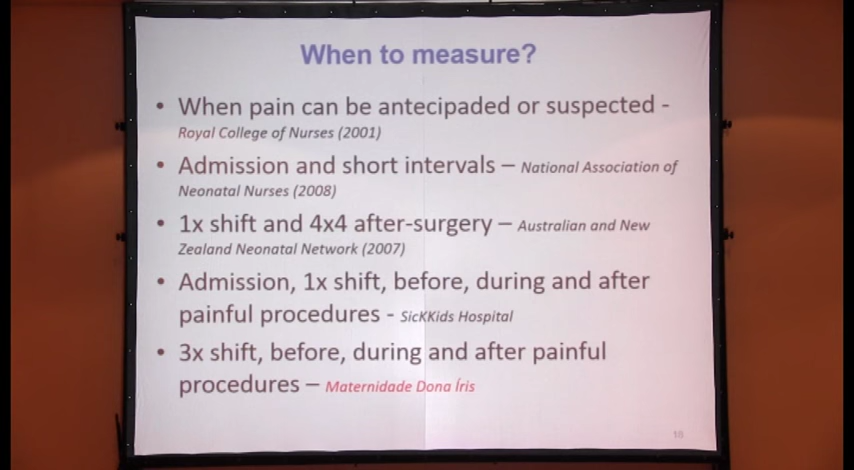 When to measure?
• When pain can be antecipaded or suspected -
Royal College of Nurses (2001)
• Admission and short intervals – National Association of
Neonatal Nurses (2008)
• 1x shift and 4x4 after-surgery – Australian and New
Zealand Neonatal Network (2007)
• Admission, 1x shift, before, during and after
painful procedures - SicKKids Hospital
• 3x shift, before, during and after painful
procedures – Maternidade Dona Íris